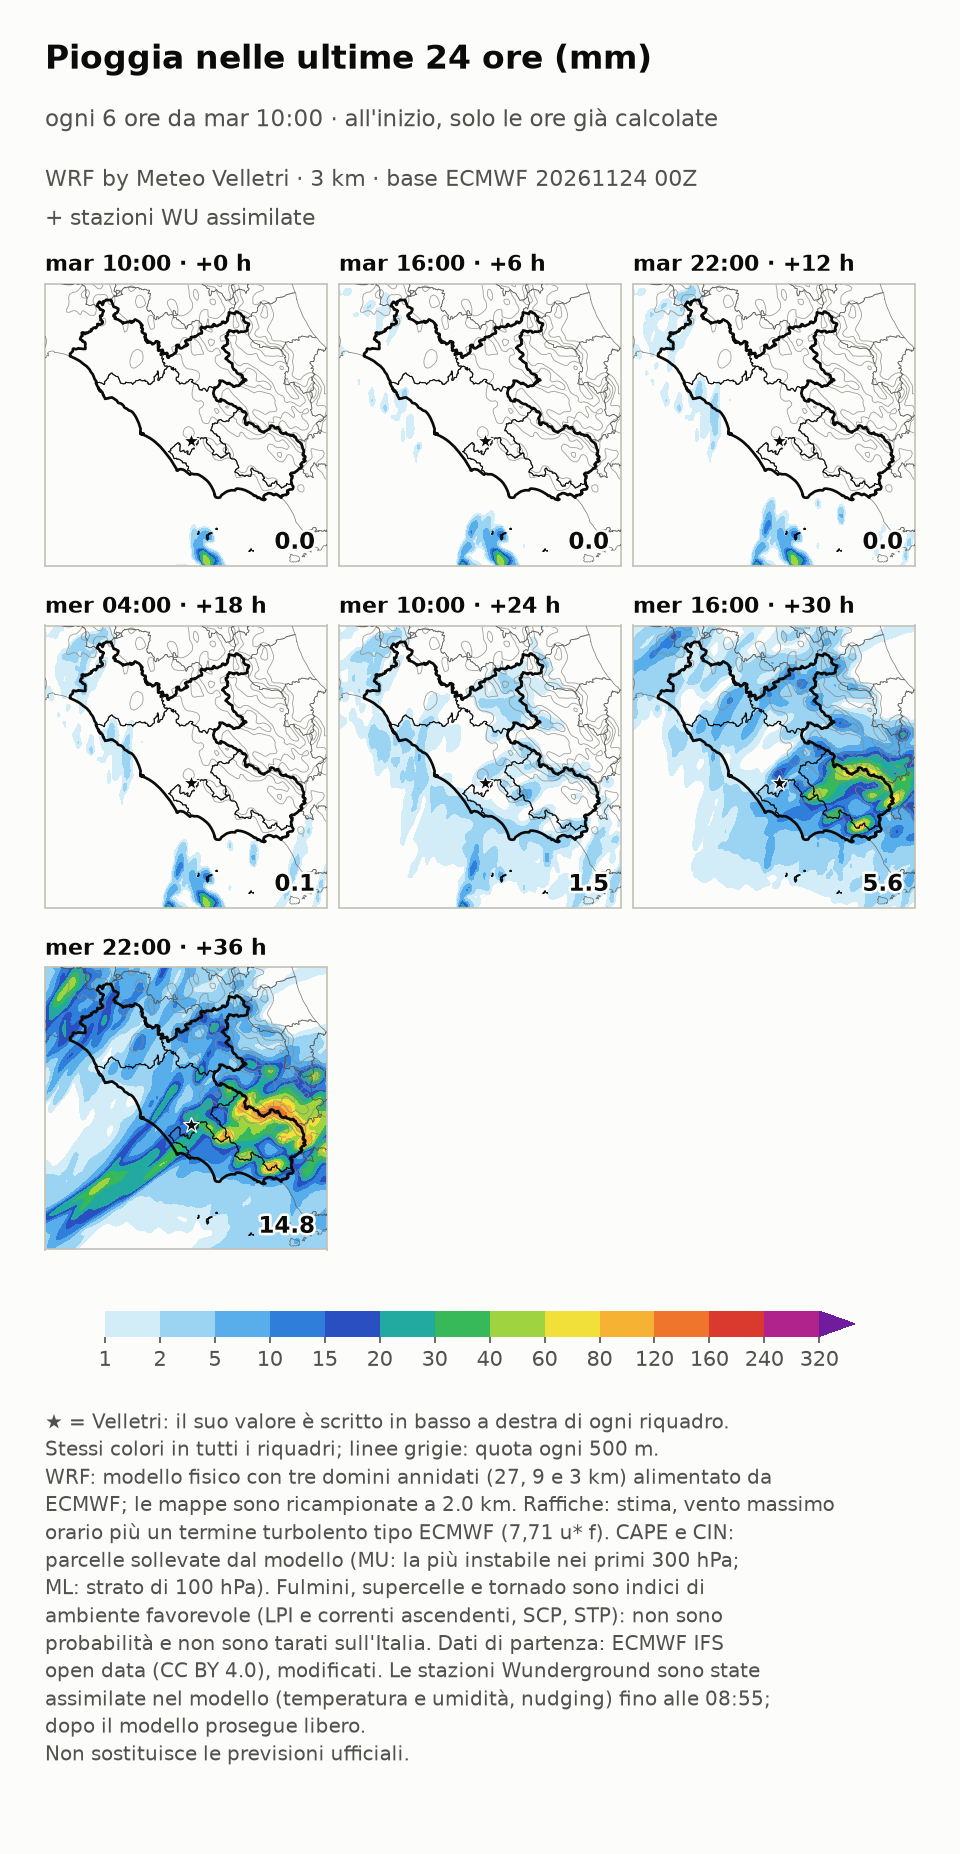 Pioggia nelle ultime 24 ore (mm)
ogni 6 ore da mar 10:00 · all'inizio, solo le ore già calcolate
WRF by Meteo Velletri · 3 km · base ECMWF 20261124 00Z
+ stazioni WU assimilate
mar 10:00 · +0 h
mar 16:00 · +6 h
mar 22:00 · +12 h
0.0
0.0
0.0
mer 04:00 · +18 h
mer 10:00 · +24 h
mer 16:00 · +30 h
0.1
1.5
5.6
mer 22:00 · +36 h
14.8
1 2 5 10 15 20 30 40 60 80 120 160 240 320
★ = Velletri: il suo valore è scritto in basso a destra di ogni riquadro.
Stessi colori in tutti i riquadri; linee grigie: quota ogni 500 m.
WRF: modello fisico con tre domini annidati (27, 9 e 3 km) alimentato da
ECMWF; le mappe sono ricampionate a 2.0 km. Raffiche: stima, vento massimo
orario più un termine turbolento tipo ECMWF (7,71 u* f). CAPE e CIN:
parcelle sollevate dal modello (MU: la più instabile nei primi 300 hPa;
ML: strato di 100 hPa). Fulmini, supercelle e tornado sono indici di
ambiente favorevole (LPI e correnti ascendenti, SCP, STP): non sono
probabilità e non sono tarati sull'Italia. Dati di partenza: ECMWF IFS
open data (CC BY 4.0), modificati. Le stazioni Wunderground sono state
assimilate nel modello (temperatura e umidità, nudging) fino alle 08:55;
dopo il modello prosegue libero.
Non sostituisce le previsioni ufficiali.